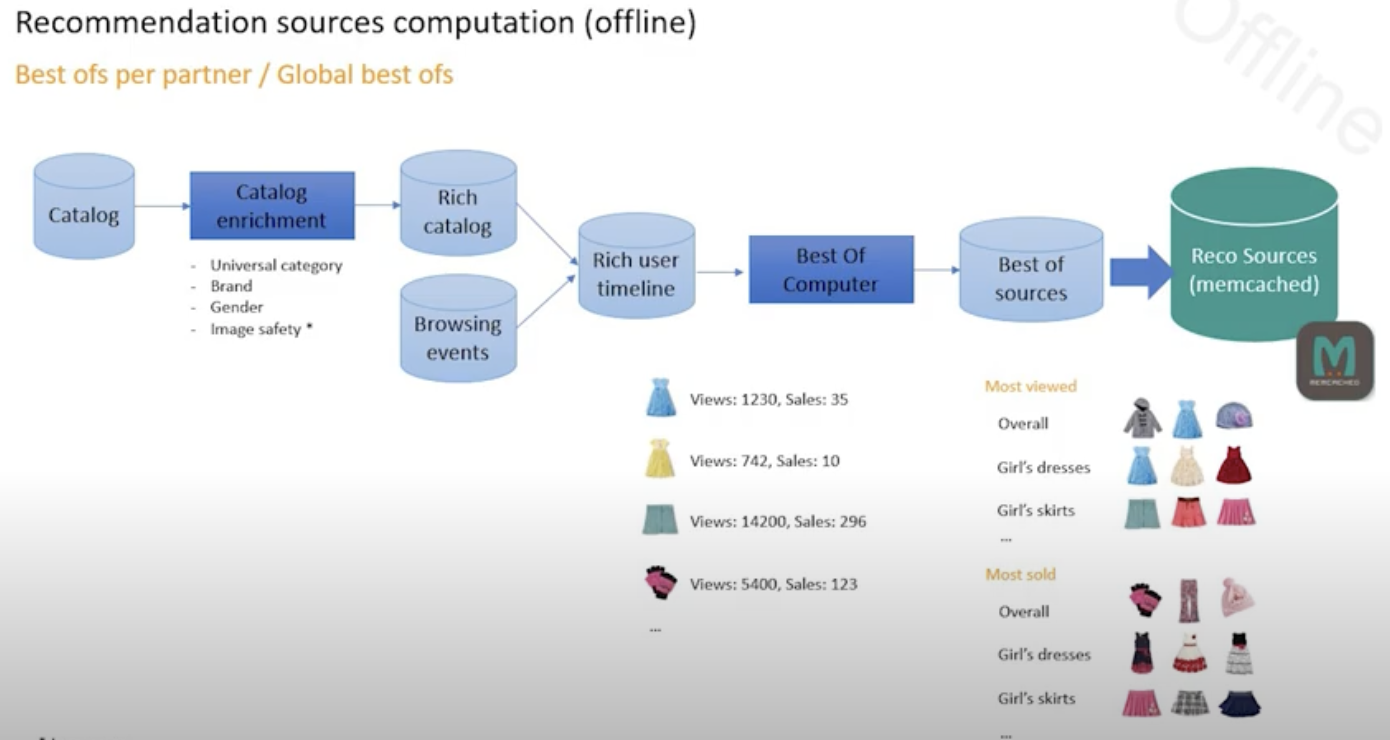 Recommendation sources computation (offline)
Offline
Best ofs per partner / Global best ofs
Catalog
Catalog
enrichment
- Universal category
- Brand
- Gender
- Image safety *
Rich
catalog
Browsing
events
Rich user
timeline
Best Of
Computer
Best of
sources
Reco Sources
(memcached)
MEMCACHED
Views: 1230, Sales: 35
Views: 742, Sales: 10
Views: 14200, Sales: 296
Views: 5400, Sales: 123
...
Most viewed
Overall
Girl's dresses
Girl's skirts
...
Most sold
Overall
Girl's dresses
Girl's skirts
...